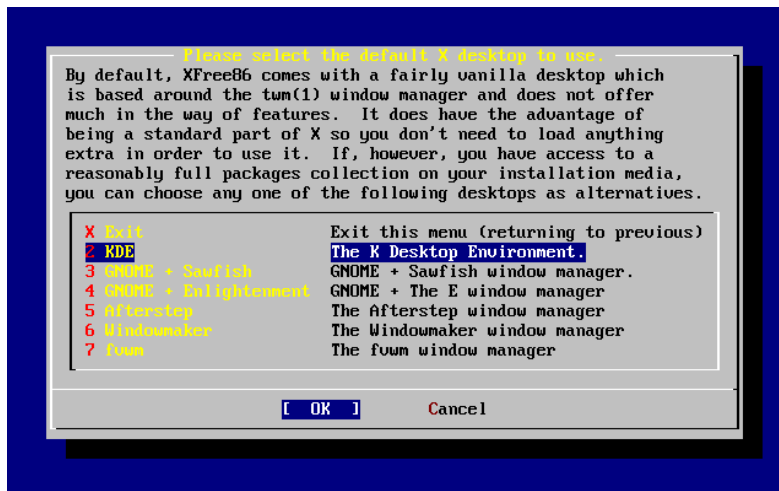 Please select the default X desktop to use.
By default, XFree86 comes with a fairly vanilla desktop which
is based around the twm(1) window manager and does not offer
much in the way of features.  It does have the advantage of
being a standard part of X so you don't need to load anything
extra in order to use it.  If, however, you have access to a
reasonably full packages collection on your installation media,
you can choose any one of the following desktops as alternatives.
X Exit Exit this menu (returning to previous)
2 KDE The K Desktop Environment.
3 GNOME + Sawfish GNOME + Sawfish window manager.
4 GNOME + Enlightenment GNOME + The E window manager
5 Afterstep The Afterstep window manager
6 Windowmaker The Windowmaker window manager
7 fvwm The fvwm window manager
[ OK ] Cancel